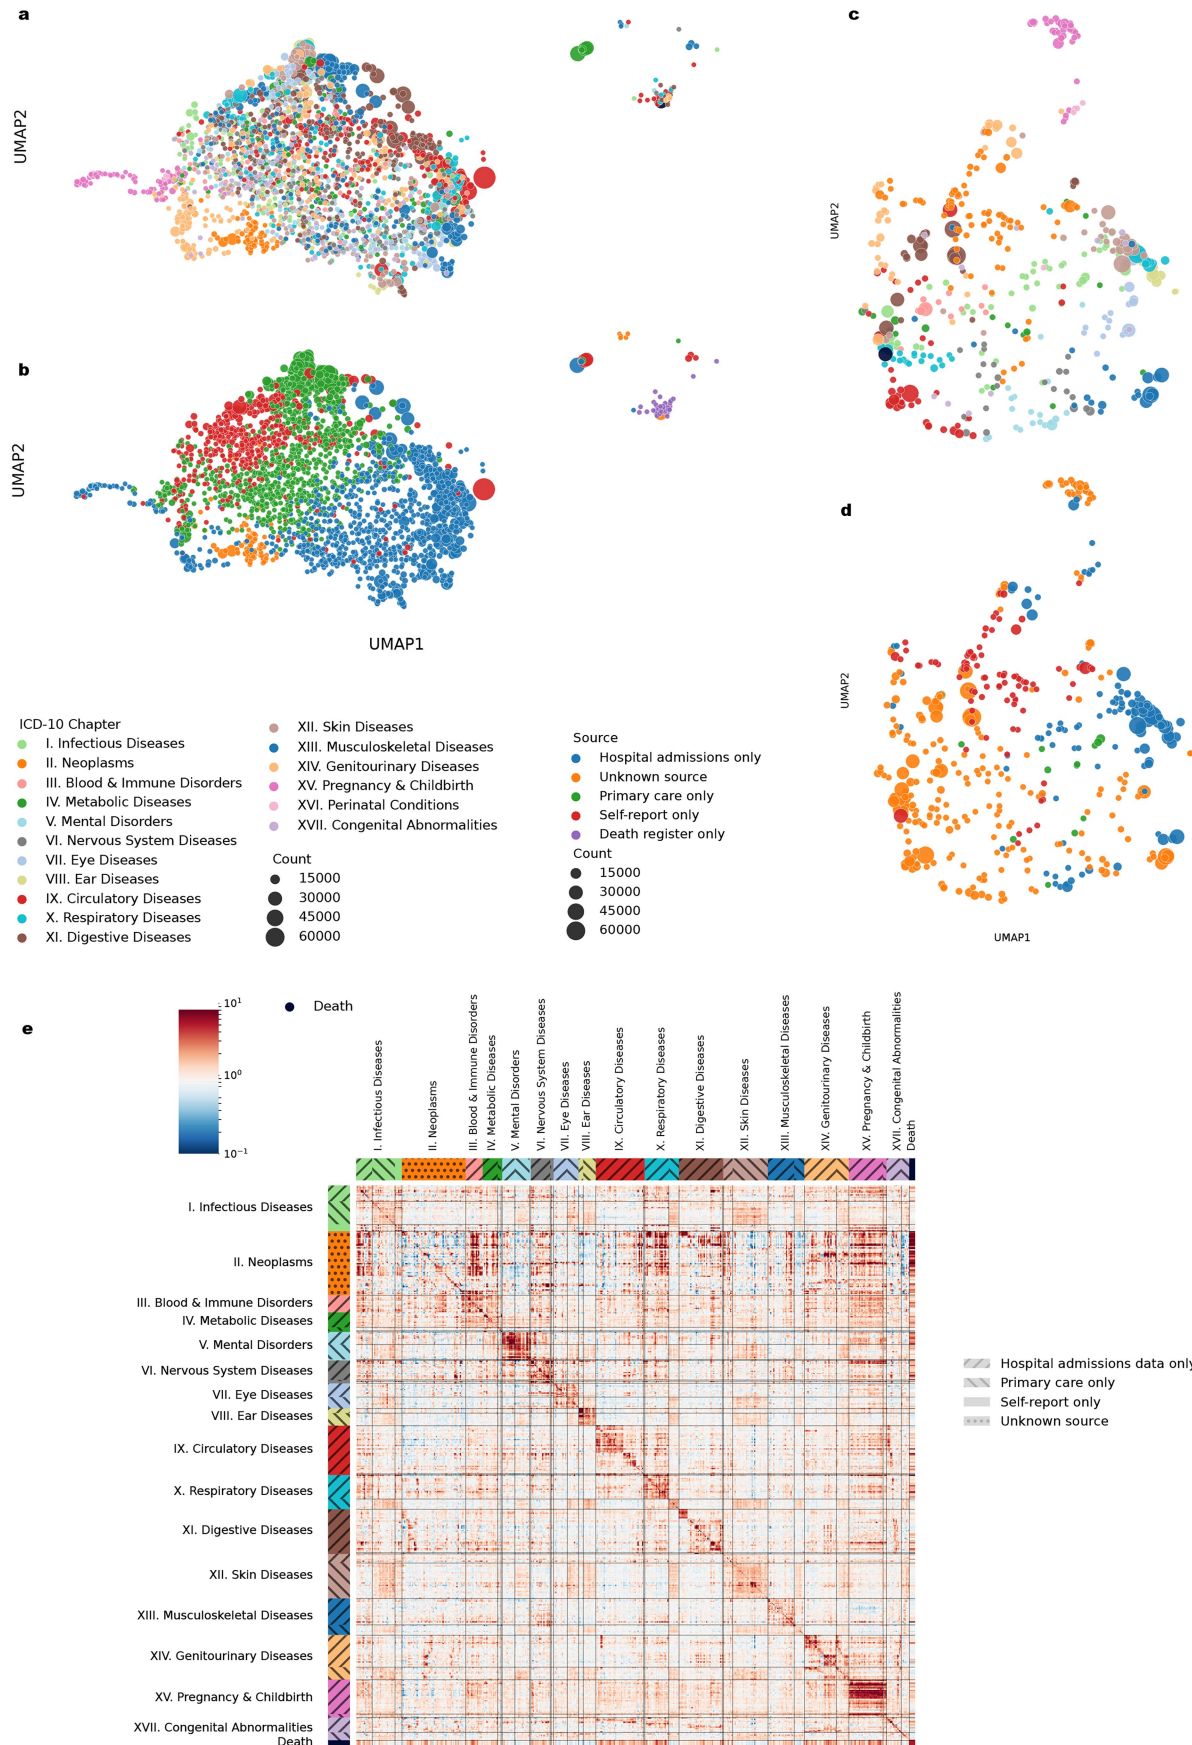 a
c
UMAP2
UMAP2
b
UMAP2
d
UMAP2
UMAP1
UMAP1
ICD-10 Chapter
I. Infectious Diseases
II. Neoplasms
III. Blood & Immune Disorders
IV. Metabolic Diseases
V. Mental Disorders
VI. Nervous System Diseases
VII. Eye Diseases
VIII. Ear Diseases
IX. Circulatory Diseases
X. Respiratory Diseases
XI. Digestive Diseases
XII. Skin Diseases
XIII. Musculoskeletal Diseases
XIV. Genitourinary Diseases
XV. Pregnancy & Childbirth
XVI. Perinatal Conditions
XVII. Congenital Abnormalities
Count
15000
30000
45000
60000
Source
Hospital admissions only
Unknown source
Primary care only
Self-report only
Death register only
Count
15000
30000
45000
60000
e
10¹
10⁰
10⁻¹
Death
I. Infectious Diseases
II. Neoplasms
III. Blood & Immune Disorders
IV. Metabolic Diseases
V. Mental Disorders
VI. Nervous System Diseases
VII. Eye Diseases
VIII. Ear Diseases
IX. Circulatory Diseases
X. Respiratory Diseases
XI. Digestive Diseases
XII. Skin Diseases
XIII. Musculoskeletal Diseases
XIV. Genitourinary Diseases
XV. Pregnancy & Childbirth
XVII. Congenital Abnormalities
Death
I. Infectious Diseases
II. Neoplasms
III. Blood & Immune Disorders
IV. Metabolic Diseases
V. Mental Disorders
VI. Nervous System Diseases
VII. Eye Diseases
VIII. Ear Diseases
IX. Circulatory Diseases
X. Respiratory Diseases
XI. Digestive Diseases
XII. Skin Diseases
XIII. Musculoskeletal Diseases
XIV. Genitourinary Diseases
XV. Pregnancy & Childbirth
XVII. Congenital Abnormalities
Death
Hospital admissions data only
Primary care only
Self-report only
Unknown source